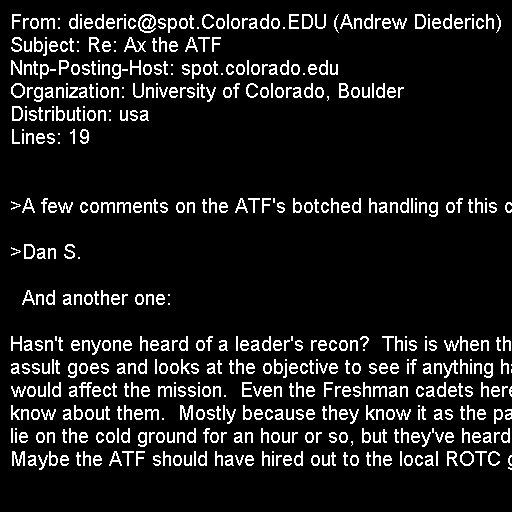 From: diederic@spot.Colorado.EDU (Andrew Diederich)
Subject: Re: Ax the ATF
Nntp-Posting-Host: spot.colorado.edu
Organization: University of Colorado, Boulder
Distribution: usa
Lines: 19
>A few comments on the ATF's botched handling of this
>Dan S.
And another one:
Hasn't enyone heard of a leader's recon? This is when
assult goes and looks at the objective to see if anything
would affect the mission. Even the Freshman cadets here
know about them. Mostly because they know it as the
lie on the cold ground for an hour or so, but they've heard
Maybe the ATF should have hired out to the local ROTC